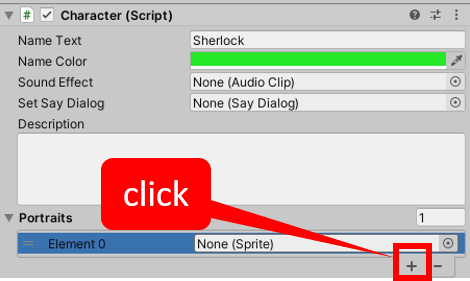 Character (Script)
Name Text Sherlock
Name Color
Sound Effect None (Audio Clip)
Set Say Dialog None (Say Dialog)
Description
click
Portraits 1
Element 0 None (Sprite)
+ −